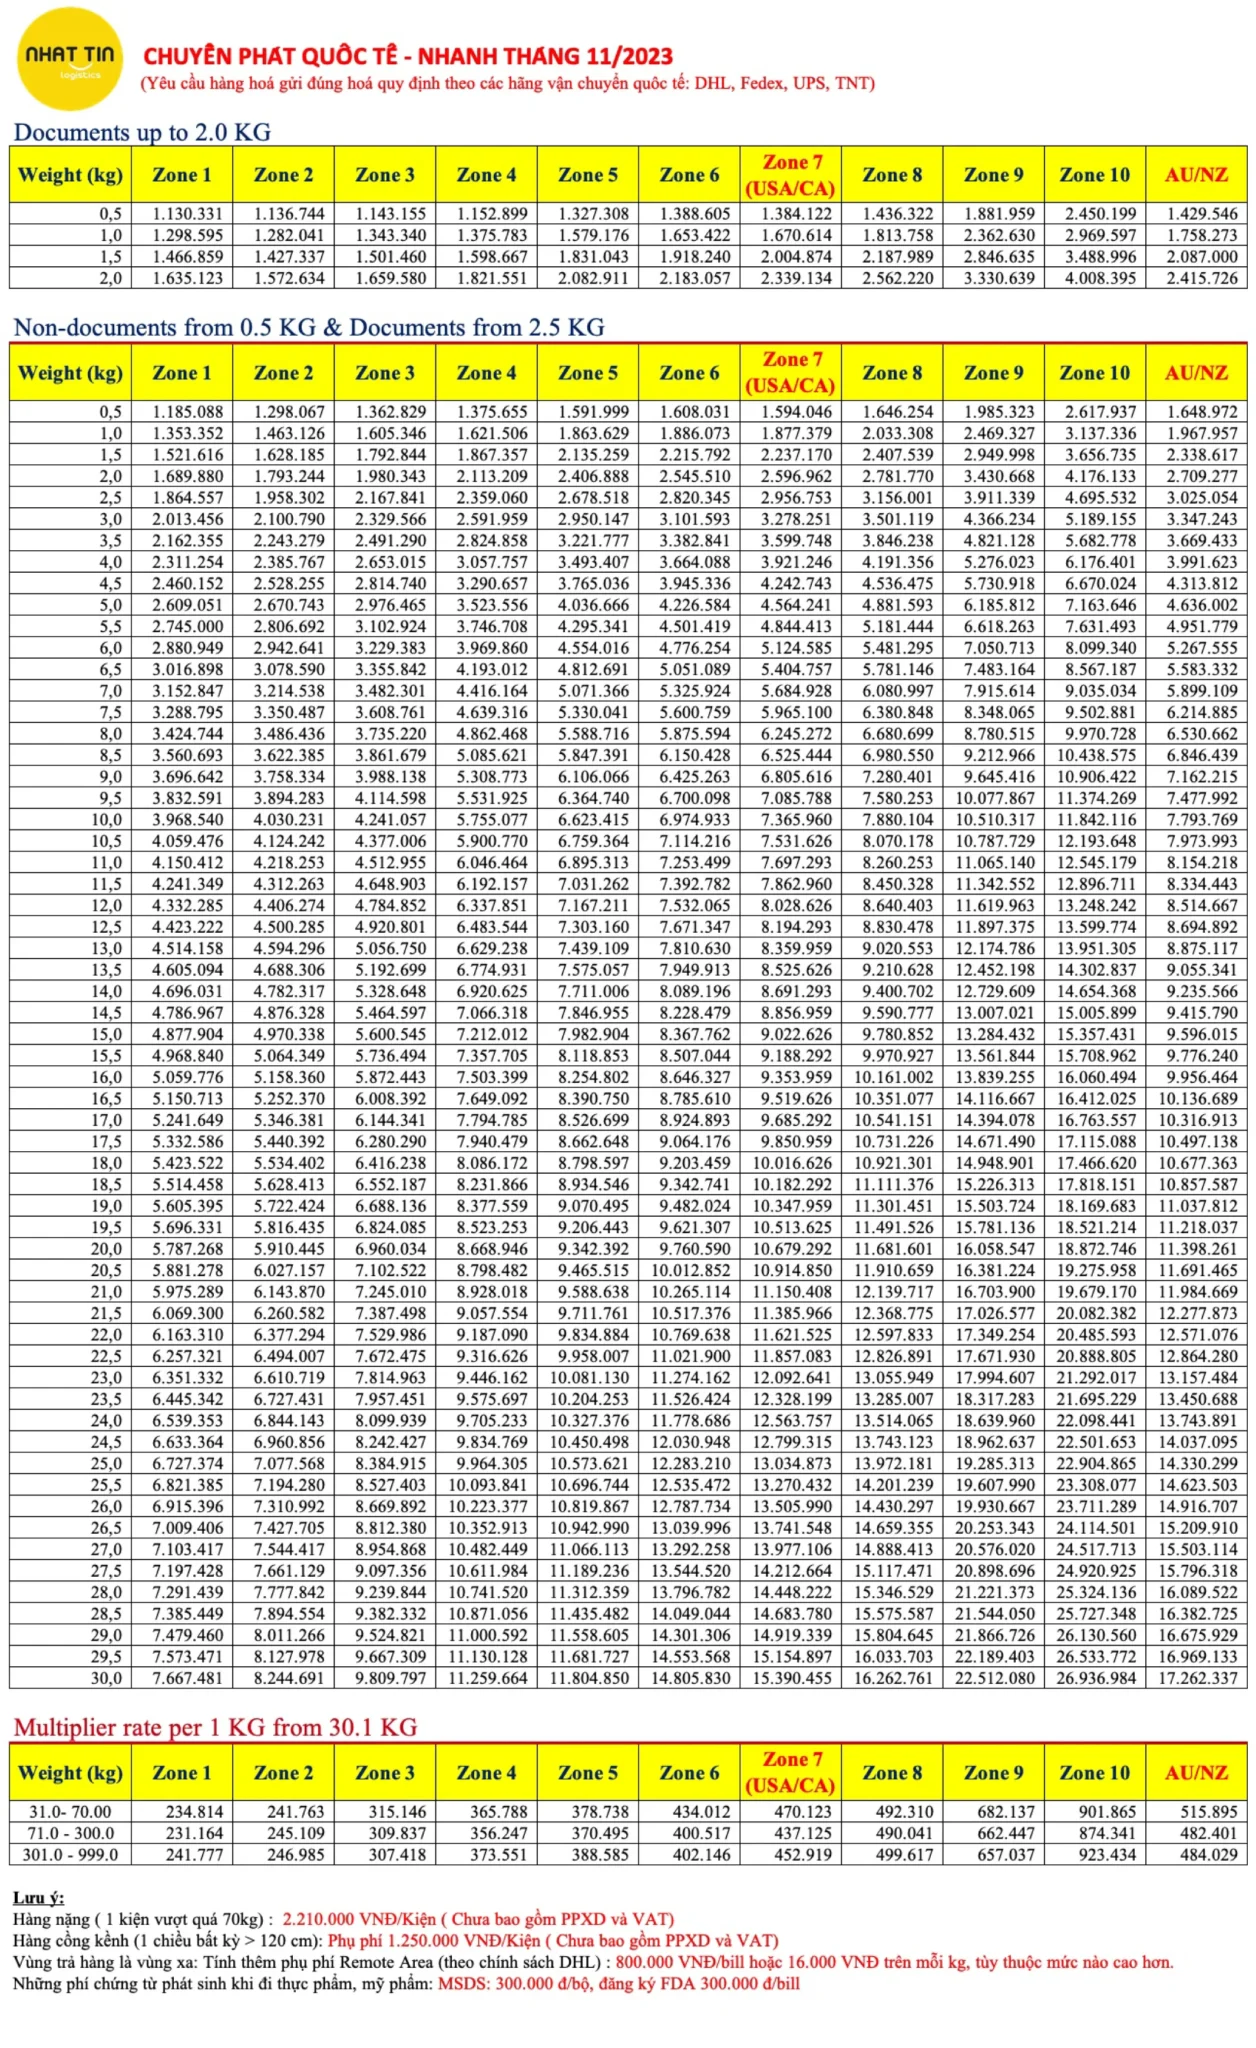 NHAT TIN
logistics
CHUYỂN PHÁT QUỐC TẾ - NHANH THÁNG 11/2023
(Yêu cầu hàng hoá gửi đúng hoá quy định theo các hãng vận chuyển quốc tế: DHL, Fedex, UPS, TNT)
Documents up to 2.0 KG
Weight (kg) Zone 1 Zone 2 Zone 3 Zone 4 Zone 5 Zone 6 Zone 7 (USA/CA) Zone 8 Zone 9 Zone 10 AU/NZ
0,5 1.130.331 1.136.744 1.143.155 1.152.899 1.327.308 1.388.605 1.384.122 1.436.322 1.881.959 2.450.199 1.429.546
1,0 1.298.595 1.282.041 1.343.340 1.375.783 1.579.176 1.653.422 1.670.614 1.813.758 2.362.630 2.969.597 1.758.273
1,5 1.466.859 1.427.337 1.501.460 1.598.667 1.831.043 1.918.240 2.004.874 2.187.989 2.846.635 3.488.996 2.087.000
2,0 1.635.123 1.572.634 1.659.580 1.821.551 2.082.911 2.183.057 2.339.134 2.562.220 3.330.639 4.008.395 2.415.726
Non-documents from 0.5 KG & Documents from 2.5 KG
Weight (kg) Zone 1 Zone 2 Zone 3 Zone 4 Zone 5 Zone 6 Zone 7 (USA/CA) Zone 8 Zone 9 Zone 10 AU/NZ
0,5 1.185.088 1.298.067 1.362.829 1.375.655 1.591.999 1.608.031 1.594.046 1.646.254 1.985.323 2.617.937 1.648.972
1,0 1.353.352 1.463.126 1.605.346 1.621.506 1.863.629 1.886.073 1.877.379 2.033.308 2.469.327 3.137.336 1.967.957
1,5 1.521.616 1.628.185 1.792.844 1.867.357 2.135.259 2.215.792 2.237.170 2.407.539 2.949.998 3.656.735 2.338.617
2,0 1.689.880 1.793.244 1.980.343 2.113.209 2.406.888 2.545.510 2.596.962 2.781.770 3.430.668 4.176.133 2.709.277
2,5 1.864.557 1.958.302 2.167.841 2.359.060 2.678.518 2.820.345 2.956.753 3.156.001 3.911.339 4.695.532 3.025.054
3,0 2.013.456 2.100.790 2.329.566 2.591.959 2.950.147 3.101.593 3.278.251 3.501.119 4.366.234 5.189.155 3.347.243
3,5 2.162.355 2.243.279 2.491.290 2.824.858 3.221.777 3.382.841 3.599.748 3.846.238 4.821.128 5.682.778 3.669.433
4,0 2.311.254 2.385.767 2.653.015 3.057.757 3.493.407 3.664.088 3.921.246 4.191.356 5.276.023 6.176.401 3.991.623
4,5 2.460.152 2.528.255 2.814.740 3.290.657 3.765.036 3.945.336 4.242.743 4.536.475 5.730.918 6.670.024 4.313.812
5,0 2.609.051 2.670.743 2.976.465 3.523.556 4.036.666 4.226.584 4.564.241 4.881.593 6.185.812 7.163.646 4.636.002
5,5 2.745.000 2.806.692 3.102.924 3.746.708 4.295.341 4.501.419 4.844.413 5.181.444 6.618.263 7.631.493 4.951.779
6,0 2.880.949 2.942.641 3.229.383 3.969.860 4.554.016 4.776.254 5.124.585 5.481.295 7.050.713 8.099.340 5.267.555
6,5 3.016.898 3.078.590 3.355.842 4.193.012 4.812.691 5.051.089 5.404.757 5.781.146 7.483.164 8.567.187 5.583.332
7,0 3.152.847 3.214.538 3.482.301 4.416.164 5.071.366 5.325.924 5.684.928 6.080.997 7.915.614 9.035.034 5.899.109
7,5 3.288.795 3.350.487 3.608.761 4.639.316 5.330.041 5.600.759 5.965.100 6.380.848 8.348.065 9.502.881 6.214.885
8,0 3.424.744 3.486.436 3.735.220 4.862.468 5.588.716 5.875.594 6.245.272 6.680.699 8.780.515 9.970.728 6.530.662
8,5 3.560.693 3.622.385 3.861.679 5.085.621 5.847.391 6.150.428 6.525.444 6.980.550 9.212.966 10.438.575 6.846.439
9,0 3.696.642 3.758.334 3.988.138 5.308.773 6.106.066 6.425.263 6.805.616 7.280.401 9.645.416 10.906.422 7.162.215
9,5 3.832.591 3.894.283 4.114.598 5.531.925 6.364.740 6.700.098 7.085.788 7.580.253 10.077.867 11.374.269 7.477.992
10,0 3.968.540 4.030.231 4.241.057 5.755.077 6.623.415 6.974.933 7.365.960 7.880.104 10.510.317 11.842.116 7.793.769
10,5 4.059.476 4.124.242 4.377.006 5.900.770 6.759.364 7.114.216 7.531.626 8.070.178 10.787.729 12.193.648 7.973.993
11,0 4.150.412 4.218.253 4.512.955 6.046.464 6.895.313 7.253.499 7.697.293 8.260.253 11.065.140 12.545.179 8.154.218
11,5 4.241.349 4.312.263 4.648.903 6.192.157 7.031.262 7.392.782 7.862.960 8.450.328 11.342.552 12.896.711 8.334.443
12,0 4.332.285 4.406.274 4.784.852 6.337.851 7.167.211 7.532.065 8.028.626 8.640.403 11.619.963 13.248.242 8.514.667
12,5 4.423.222 4.500.285 4.920.801 6.483.544 7.303.160 7.671.347 8.194.293 8.830.478 11.897.375 13.599.774 8.694.892
13,0 4.514.158 4.594.296 5.056.750 6.629.238 7.439.109 7.810.630 8.359.959 9.020.553 12.174.786 13.951.305 8.875.117
13,5 4.605.094 4.688.306 5.192.699 6.774.931 7.575.057 7.949.913 8.525.626 9.210.628 12.452.198 14.302.837 9.055.341
14,0 4.696.031 4.782.317 5.328.648 6.920.625 7.711.006 8.089.196 8.691.293 9.400.702 12.729.609 14.654.368 9.235.566
14,5 4.786.967 4.876.328 5.464.597 7.066.318 7.846.955 8.228.479 8.856.959 9.590.777 13.007.021 15.005.899 9.415.790
15,0 4.877.904 4.970.338 5.600.545 7.212.012 7.982.904 8.367.762 9.022.626 9.780.852 13.284.432 15.357.431 9.596.015
15,5 4.968.840 5.064.349 5.736.494 7.357.705 8.118.853 8.507.044 9.188.292 9.970.927 13.561.844 15.708.962 9.776.240
16,0 5.059.776 5.158.360 5.872.443 7.503.399 8.254.802 8.646.327 9.353.959 10.161.002 13.839.255 16.060.494 9.956.464
16,5 5.150.713 5.252.370 6.008.392 7.649.092 8.390.750 8.785.610 9.519.626 10.351.077 14.116.667 16.412.025 10.136.689
17,0 5.241.649 5.346.381 6.144.341 7.794.785 8.526.699 8.924.893 9.685.292 10.541.151 14.394.078 16.763.557 10.316.913
17,5 5.332.586 5.440.392 6.280.290 7.940.479 8.662.648 9.064.176 9.850.959 10.731.226 14.671.490 17.115.088 10.497.138
18,0 5.423.522 5.534.402 6.416.238 8.086.172 8.798.597 9.203.459 10.016.626 10.921.301 14.948.901 17.466.620 10.677.363
18,5 5.514.458 5.628.413 6.552.187 8.231.866 8.934.546 9.342.741 10.182.292 11.111.376 15.226.313 17.818.151 10.857.587
19,0 5.605.395 5.722.424 6.688.136 8.377.559 9.070.495 9.482.024 10.347.959 11.301.451 15.503.724 18.169.683 11.037.812
19,5 5.696.331 5.816.435 6.824.085 8.523.253 9.206.443 9.621.307 10.513.625 11.491.526 15.781.136 18.521.214 11.218.037
20,0 5.787.268 5.910.445 6.960.034 8.668.946 9.342.392 9.760.590 10.679.292 11.681.601 16.058.547 18.872.746 11.398.261
20,5 5.881.278 6.027.157 7.102.522 8.798.482 9.465.515 10.012.852 10.914.850 11.910.659 16.381.224 19.275.958 11.691.465
21,0 5.975.289 6.143.870 7.245.010 8.928.018 9.588.638 10.265.114 11.150.408 12.139.717 16.703.900 19.679.170 11.984.669
21,5 6.069.300 6.260.582 7.387.498 9.057.554 9.711.761 10.517.376 11.385.966 12.368.775 17.026.577 20.082.382 12.277.873
22,0 6.163.310 6.377.294 7.529.986 9.187.090 9.834.884 10.769.638 11.621.525 12.597.833 17.349.254 20.485.593 12.571.076
22,5 6.257.321 6.494.007 7.672.475 9.316.626 9.958.007 11.021.900 11.857.083 12.826.891 17.671.930 20.888.805 12.864.280
23,0 6.351.332 6.610.719 7.814.963 9.446.162 10.081.130 11.274.162 12.092.641 13.055.949 17.994.607 21.292.017 13.157.484
23,5 6.445.342 6.727.431 7.957.451 9.575.697 10.204.253 11.526.424 12.328.199 13.285.007 18.317.283 21.695.229 13.450.688
24,0 6.539.353 6.844.143 8.099.939 9.705.233 10.327.376 11.778.686 12.563.757 13.514.065 18.639.960 22.098.441 13.743.891
24,5 6.633.364 6.960.856 8.242.427 9.834.769 10.450.498 12.030.948 12.799.315 13.743.123 18.962.637 22.501.653 14.037.095
25,0 6.727.374 7.077.568 8.384.915 9.964.305 10.573.621 12.283.210 13.034.873 13.972.181 19.285.313 22.904.865 14.330.299
25,5 6.821.385 7.194.280 8.527.403 10.093.841 10.696.744 12.535.472 13.270.432 14.201.239 19.607.990 23.308.077 14.623.503
26,0 6.915.396 7.310.992 8.669.892 10.223.377 10.819.867 12.787.734 13.505.990 14.430.297 19.930.667 23.711.289 14.916.707
26,5 7.009.406 7.427.705 8.812.380 10.352.913 10.942.990 13.039.996 13.741.548 14.659.355 20.253.343 24.114.501 15.209.910
27,0 7.103.417 7.544.417 8.954.868 10.482.449 11.066.113 13.292.258 13.977.106 14.888.413 20.576.020 24.517.713 15.503.114
27,5 7.197.428 7.661.129 9.097.356 10.611.984 11.189.236 13.544.520 14.212.664 15.117.471 20.898.696 24.920.925 15.796.318
28,0 7.291.439 7.777.842 9.239.844 10.741.520 11.312.359 13.796.782 14.448.222 15.346.529 21.221.373 25.324.136 16.089.522
28,5 7.385.449 7.894.554 9.382.332 10.871.056 11.435.482 14.049.044 14.683.780 15.575.587 21.544.050 25.727.348 16.382.725
29,0 7.479.460 8.011.266 9.524.821 11.000.592 11.558.605 14.301.306 14.919.339 15.804.645 21.866.726 26.130.560 16.675.929
29,5 7.573.471 8.127.978 9.667.309 11.130.128 11.681.727 14.553.568 15.154.897 16.033.703 22.189.403 26.533.772 16.969.133
30,0 7.667.481 8.244.691 9.809.797 11.259.664 11.804.850 14.805.830 15.390.455 16.262.761 22.512.080 26.936.984 17.262.337
Multiplier rate per 1 KG from 30.1 KG
Weight (kg) Zone 1 Zone 2 Zone 3 Zone 4 Zone 5 Zone 6 Zone 7 (USA/CA) Zone 8 Zone 9 Zone 10 AU/NZ
31.0- 70.00 234.814 241.763 315.146 365.788 378.738 434.012 470.123 492.310 682.137 901.865 515.895
71.0 - 300.0 231.164 245.109 309.837 356.247 370.495 400.517 437.125 490.041 662.447 874.341 482.401
301.0 - 999.0 241.777 246.985 307.418 373.551 388.585 402.146 452.919 499.617 657.037 923.434 484.029
Lưu ý:
Hàng nặng ( 1 kiện vượt quá 70kg) : 2.210.000 VNĐ/Kiện ( Chưa bao gồm PPXD và VAT)
Hàng cồng kềnh (1 chiều bất kỳ > 120 cm): Phụ phí 1.250.000 VNĐ/Kiện ( Chưa bao gồm PPXD và VAT)
Vùng trả hàng là vùng xa: Tính thêm phụ phí Remote Area (theo chính sách DHL) : 800.000 VNĐ/bill hoặc 16.000 VNĐ trên mỗi kg, tùy thuộc mức nào cao hơn.
Những phí chứng từ phát sinh khi đi thực phẩm, mỹ phẩm: MSDS: 300.000 đ/bộ, đăng ký FDA 300.000 đ/bill